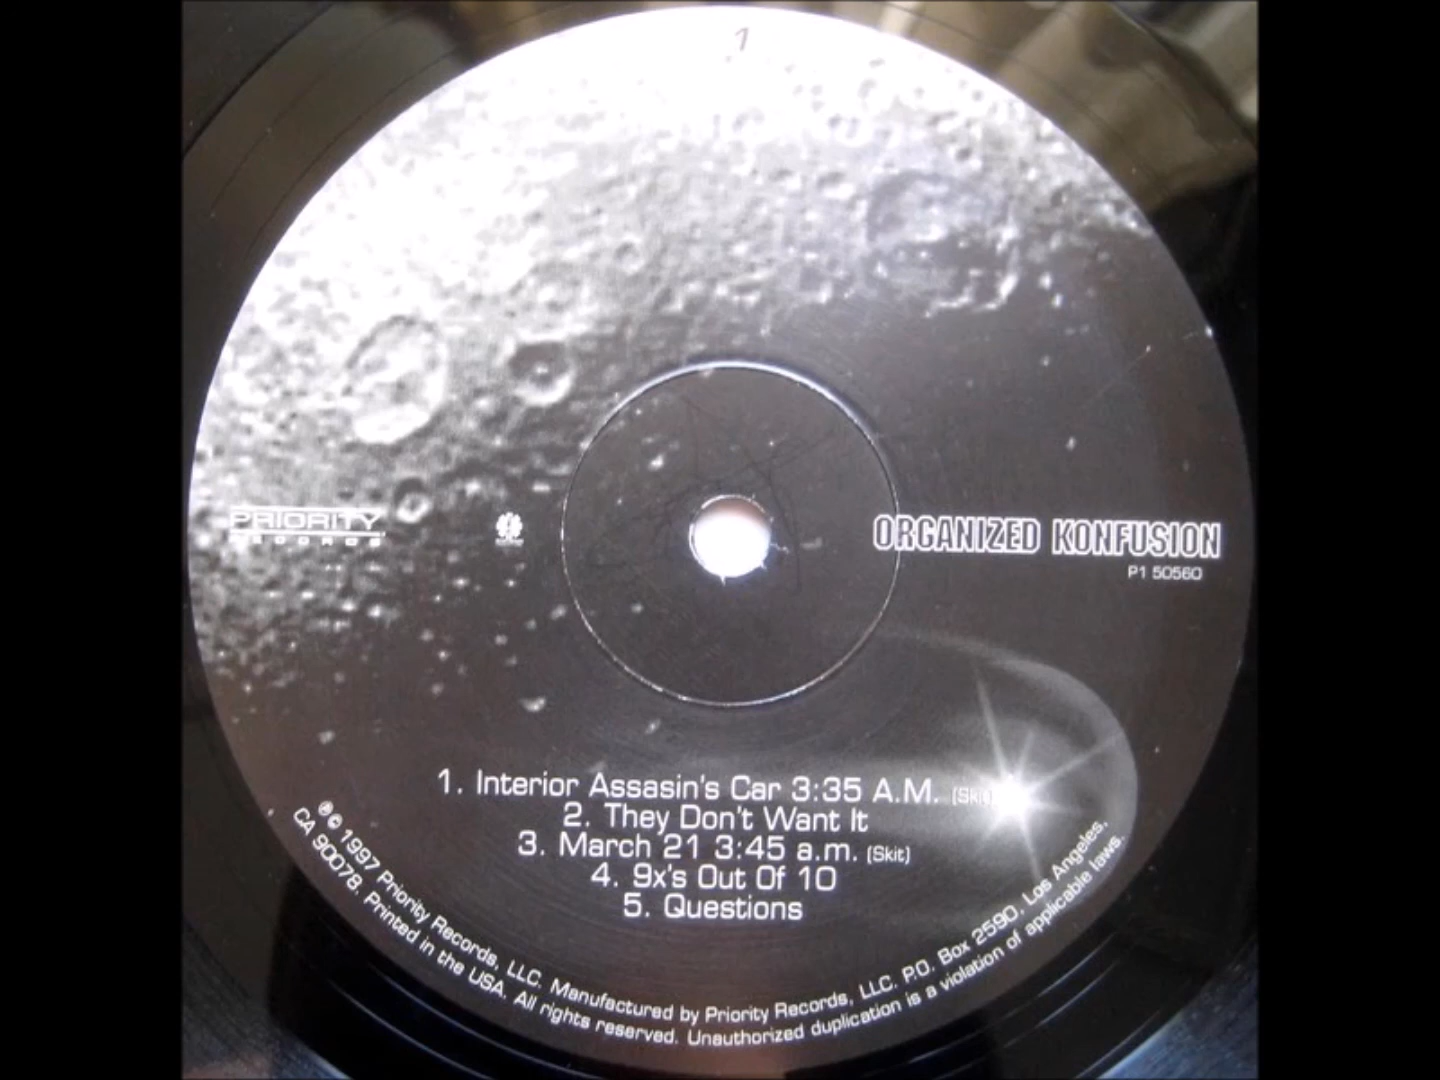 1
PRIORITY
RECORDS
ORGANIZED KONFUSION
P1 50560
1. Interior Assasin's Car 3:35 A.M. (Skit)
2. They Don't Want It
3. March 21 3:45 a.m. (Skit)
4. 9x's Out Of 10
5. Questions
℗ © 1997 Priority Records, LLC. Manufactured by Priority Records, LLC. P.O. Box 2590, Los Angeles,
CA 90078. Printed in the USA. All rights reserved. Unauthorized duplication is a violation of applicable laws.